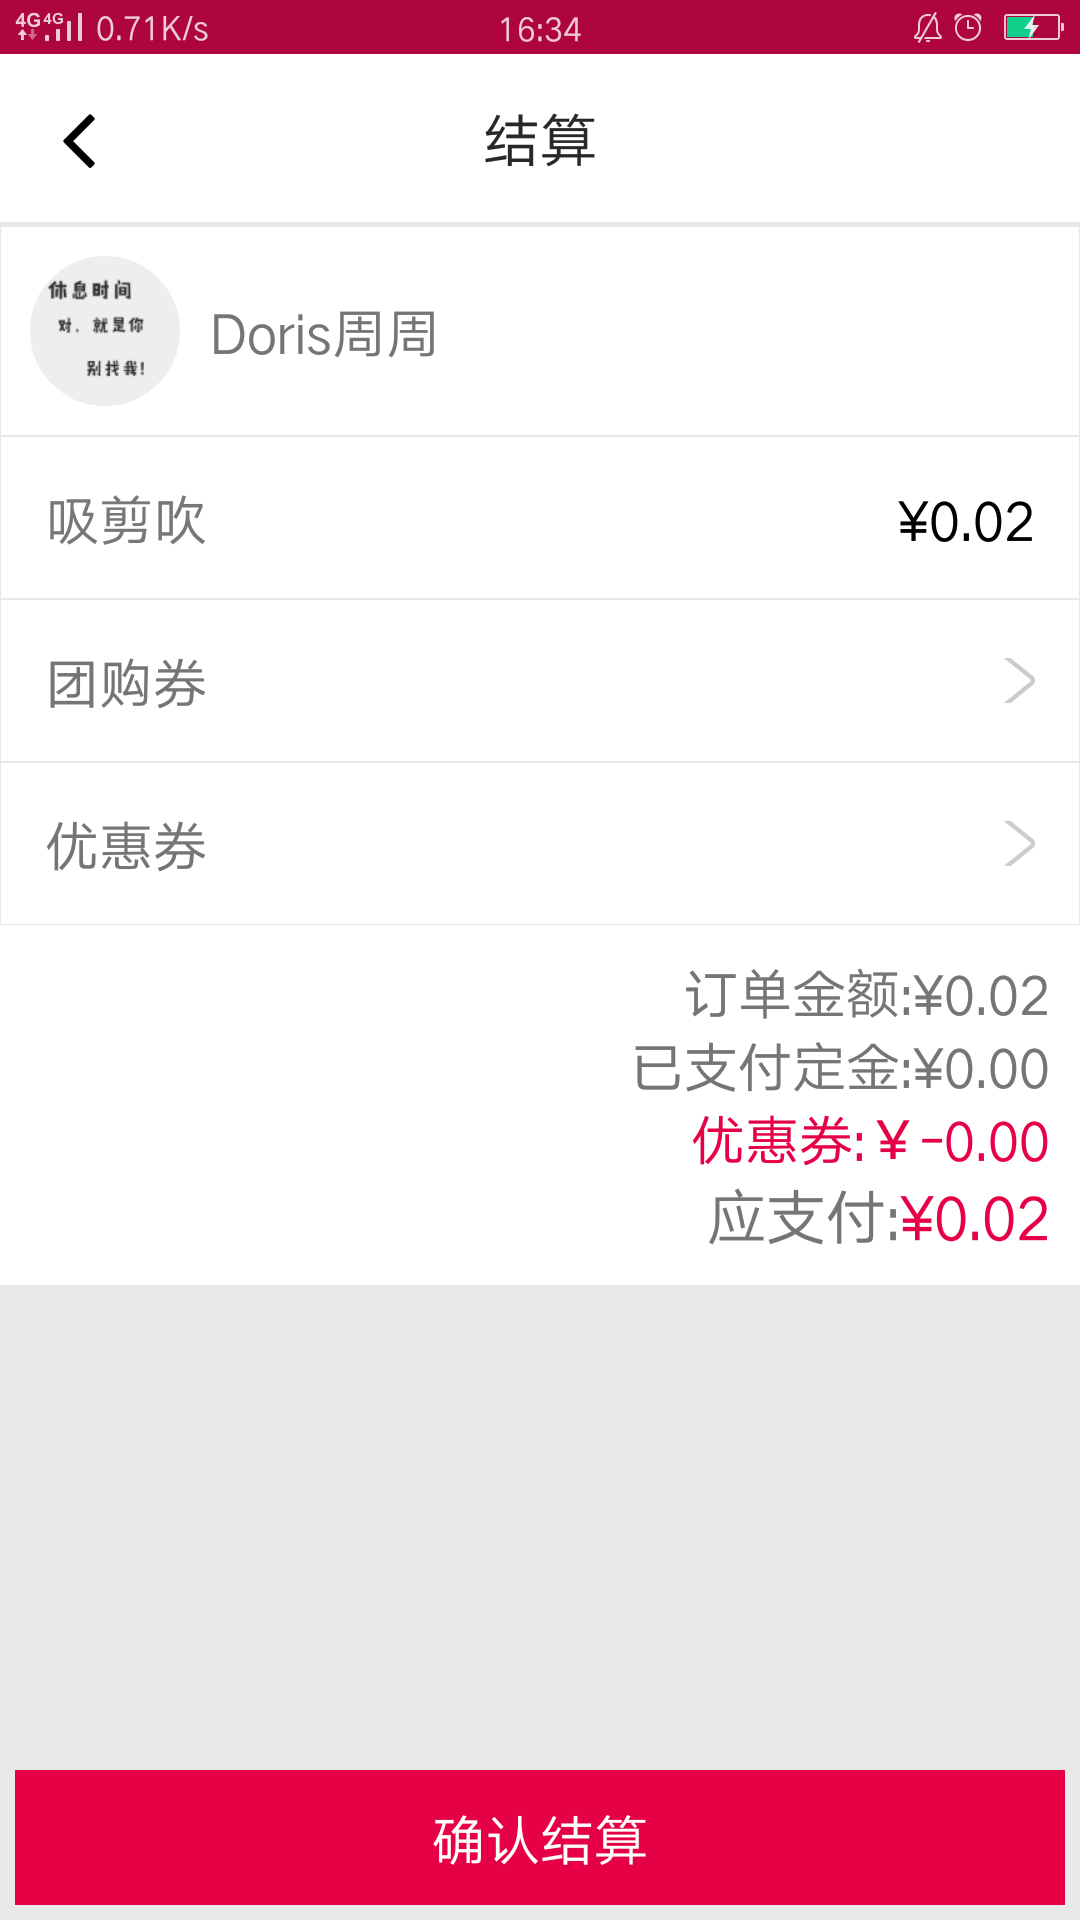 4G 4G 0.71K/s 16:34
结算
休息时间
对，就是你
别找我!
Doris周周
吸剪吹 ¥0.02
团购券
优惠券
订单金额:¥0.02
已支付定金:¥0.00
优惠券:￥-0.00
应支付:¥0.02
确认结算